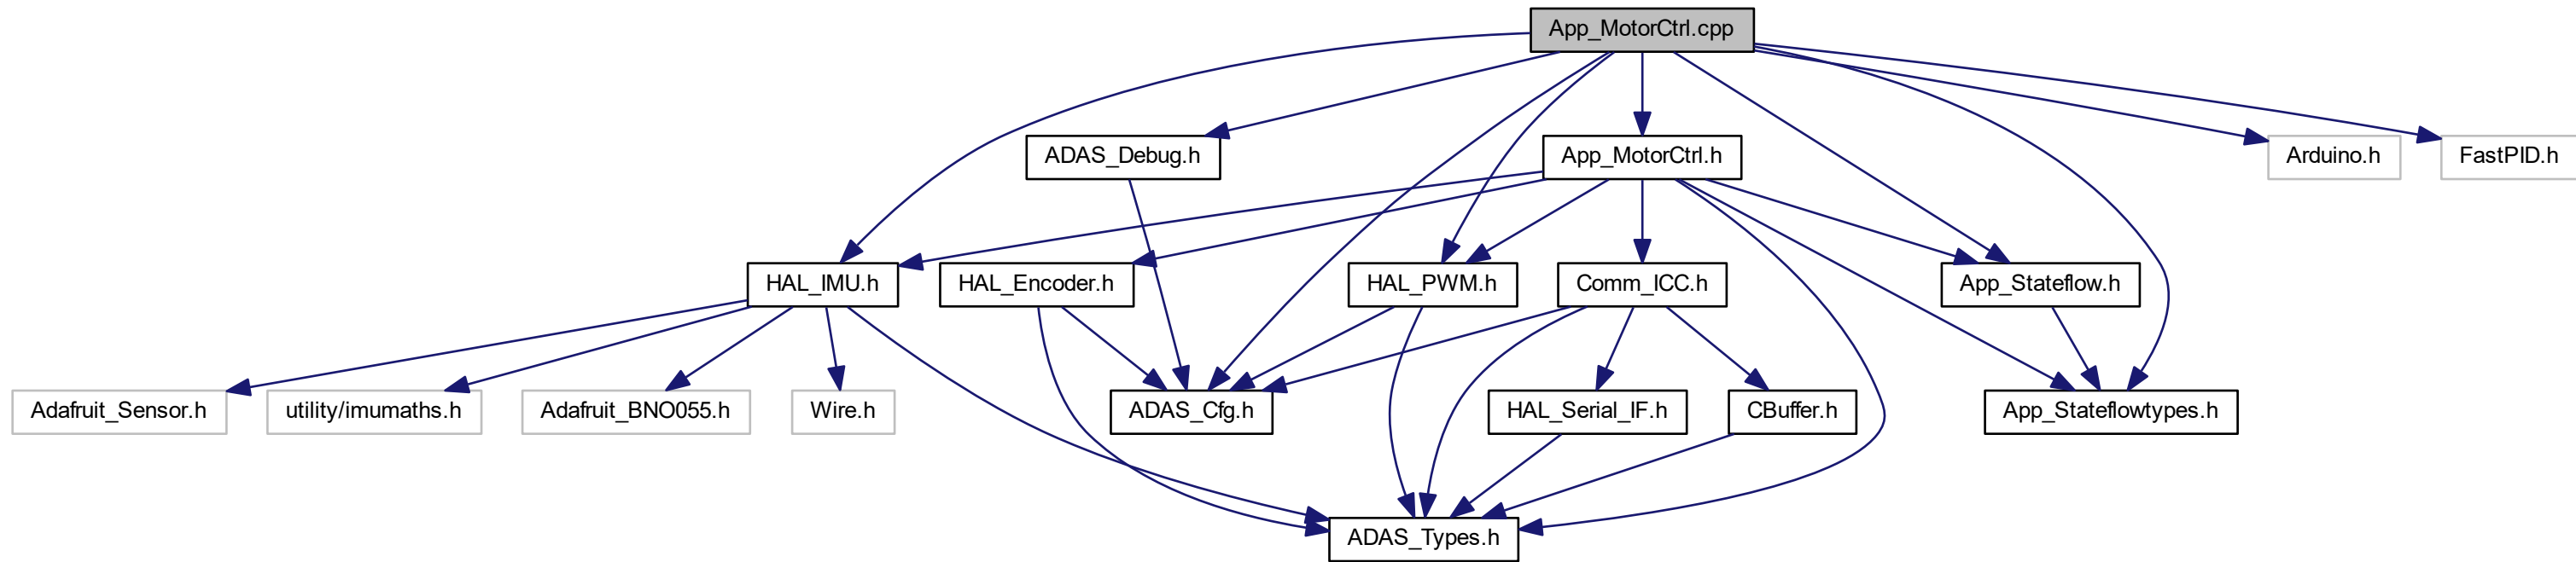 App_MotorCtrl.cpp
ADAS_Debug.h
App_MotorCtrl.h
Arduino.h
FastPID.h
HAL_IMU.h
HAL_Encoder.h
HAL_PWM.h
Comm_ICC.h
App_Stateflow.h
Adafruit_Sensor.h
utility/imumaths.h
Adafruit_BNO055.h
Wire.h
ADAS_Cfg.h
HAL_Serial_IF.h
CBuffer.h
App_Stateflowtypes.h
ADAS_Types.h